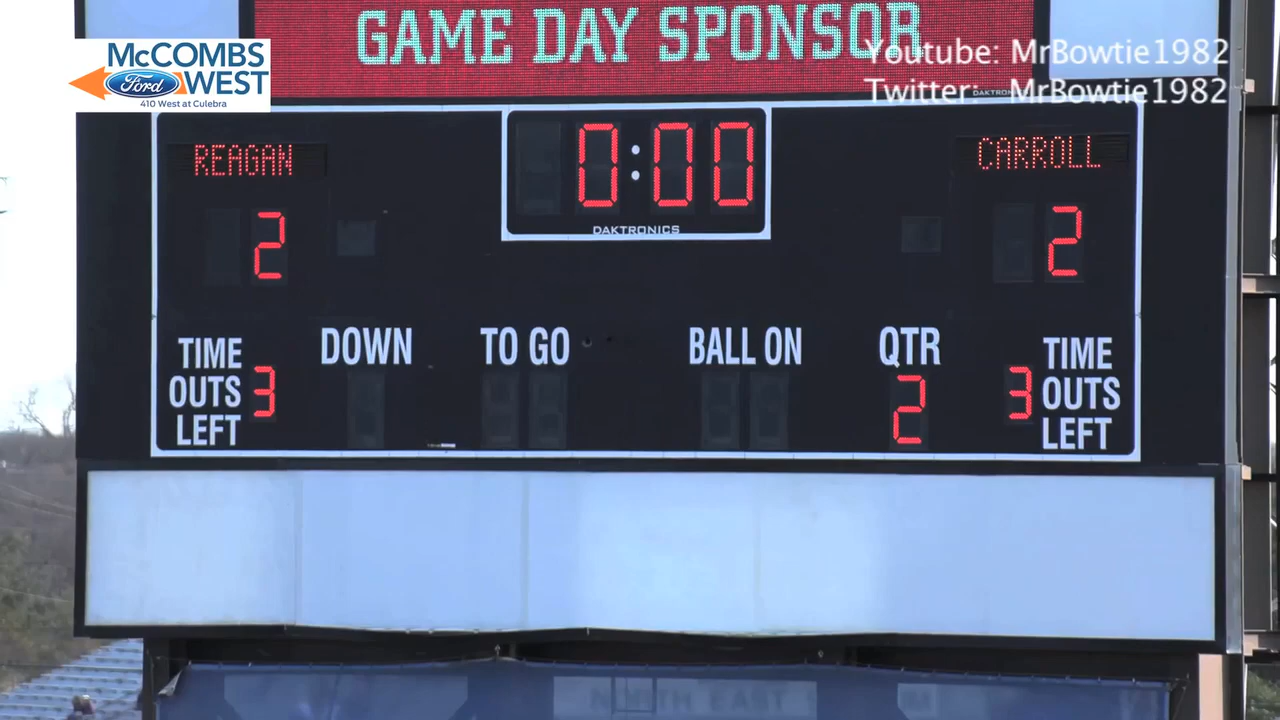 GAME DAY SPONSOR
Youtube: MrBowtie1982
Twitter: MrBowtie1982
McCOMBS
Ford WEST
410 West at Culebra
REAGAN
0:00
CARROLL
DAKTRONICS
2
2
TIME OUTS LEFT 3
DOWN
TO GO
BALL ON
QTR
2
3 TIME OUTS LEFT